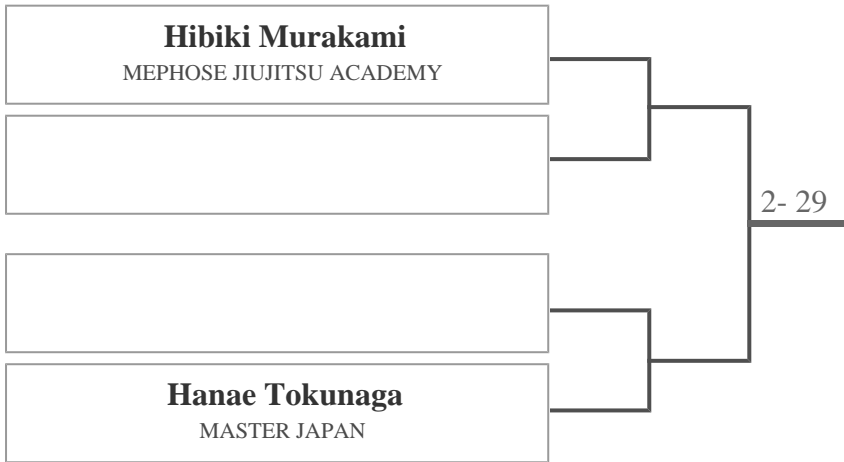 Hibiki Murakami
MEPHOSE JIUJITSU ACADEMY
2- 29
Hanae Tokunaga
MASTER JAPAN